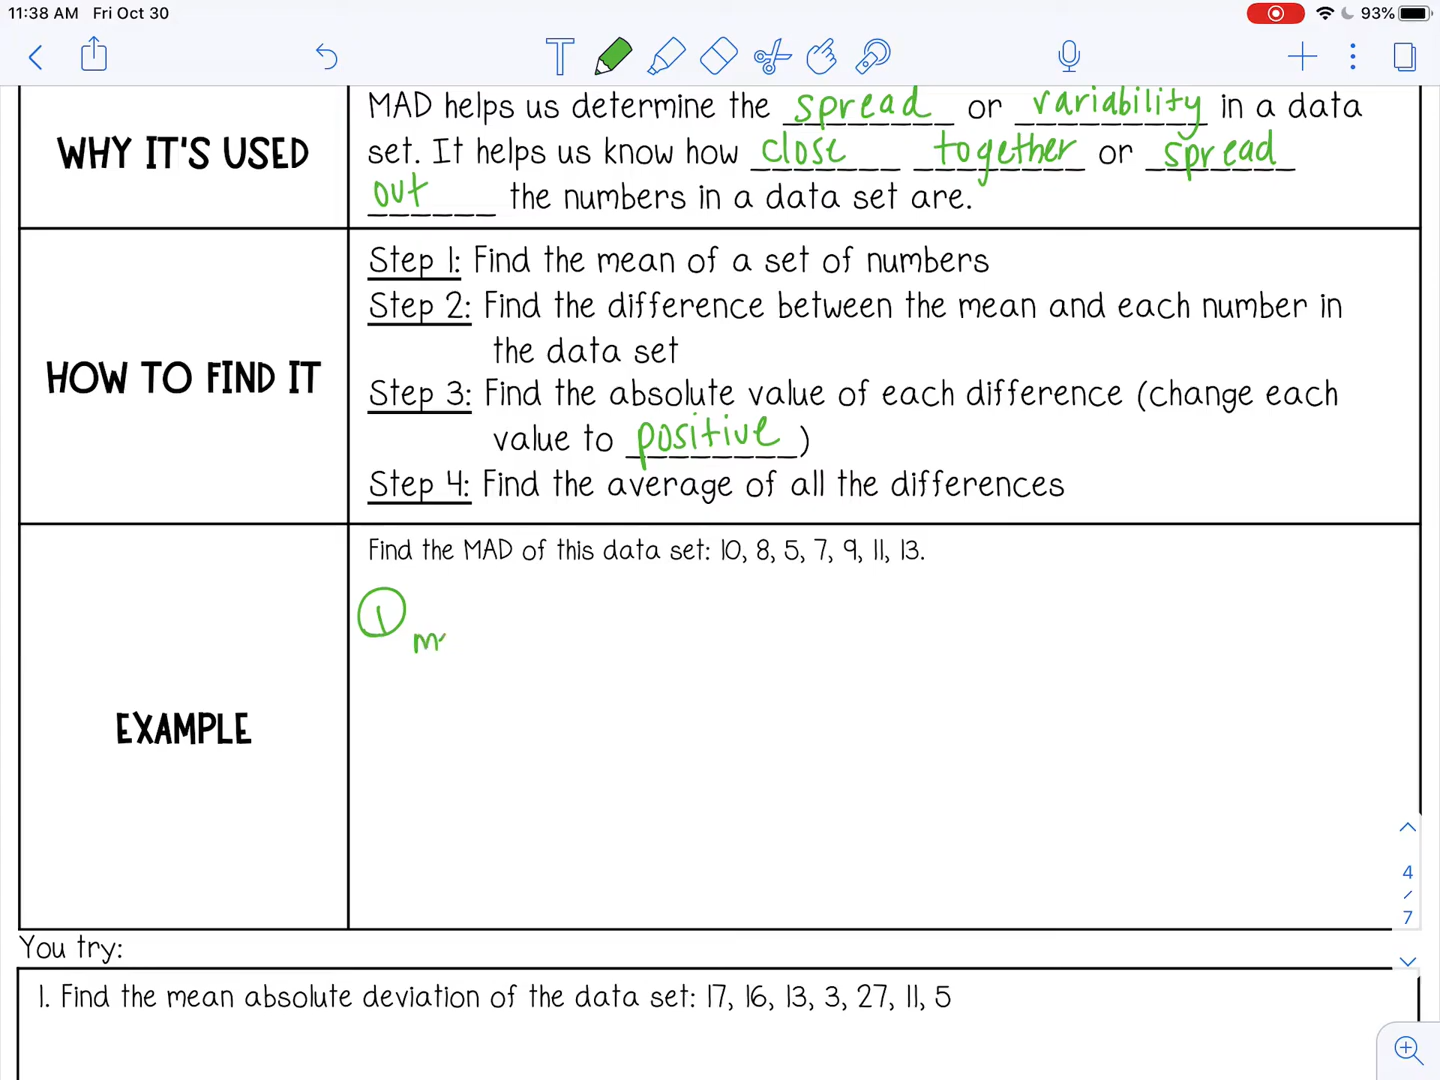 11:38 AM Fri Oct 30
93%
T
MAD helps us determine the spread or variability in a data
WHY IT'S USED
set. It helps us know how close together or spread
out the numbers in a data set are.
Step 1: Find the mean of a set of numbers
Step 2: Find the difference between the mean and each number in
the data set
HOW TO FIND IT
Step 3: Find the absolute value of each difference (change each
value to positive)
Step 4: Find the average of all the differences
Find the MAD of this data set: 10, 8, 5, 7, 9, 11, 13.
1
m
EXAMPLE
4
/
7
You try:
1. Find the mean absolute deviation of the data set: 17, 16, 13, 3, 27, 11, 5